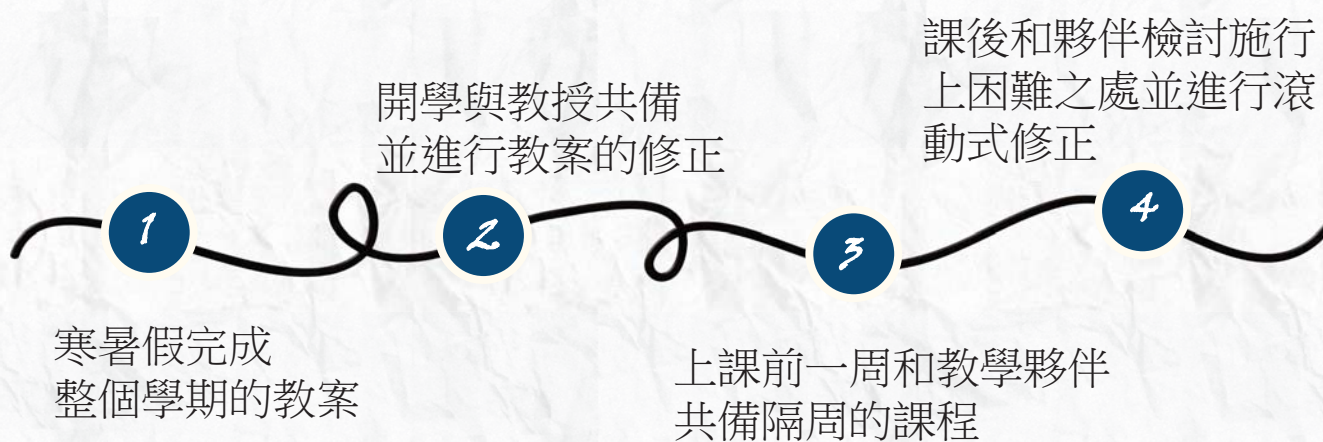 1
寒暑假完成
整個學期的教案
開學與教授共備
並進行教案的修正
2
3
上課前一周和教學夥伴
共備隔周的課程
課後和夥伴檢討施行
上困難之處並進行滾
動式修正
4